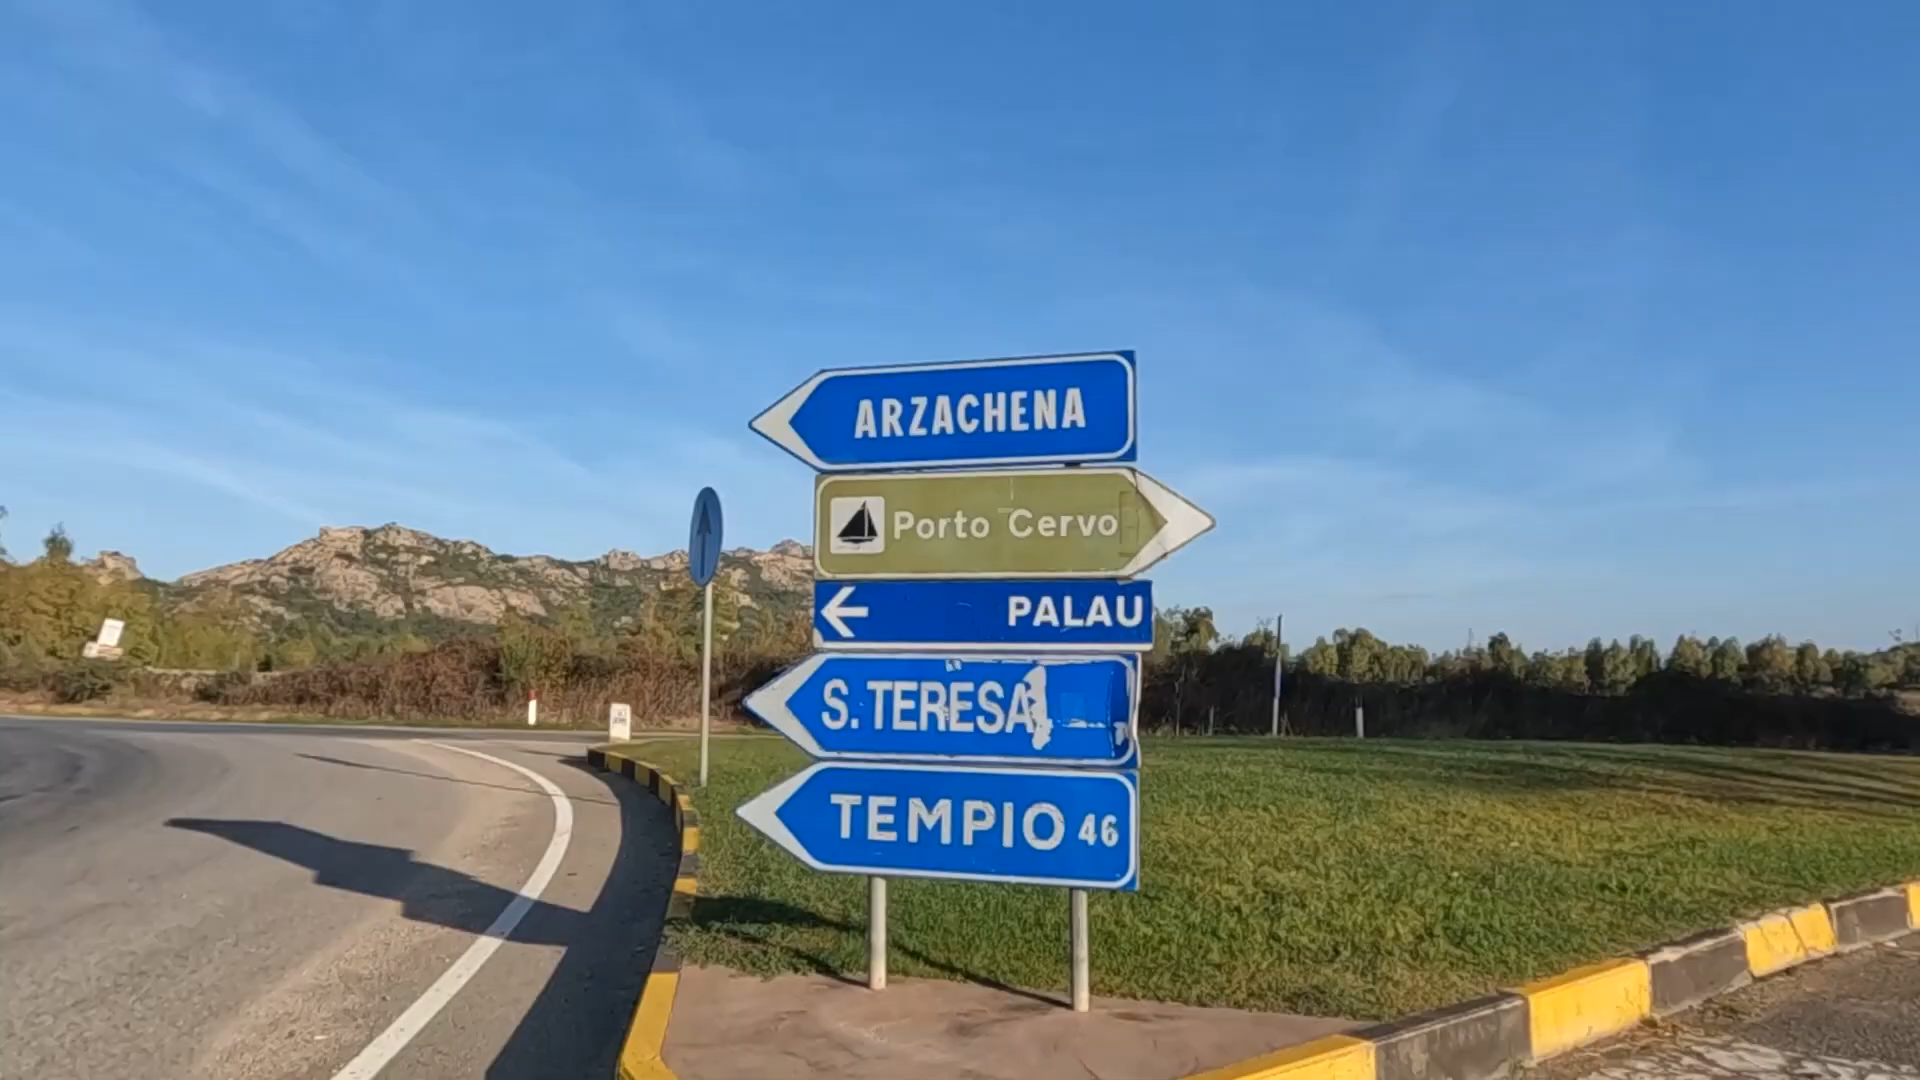 ARZACHENA
Porto Cervo
PALAU
S. TERESA
TEMPIO 46